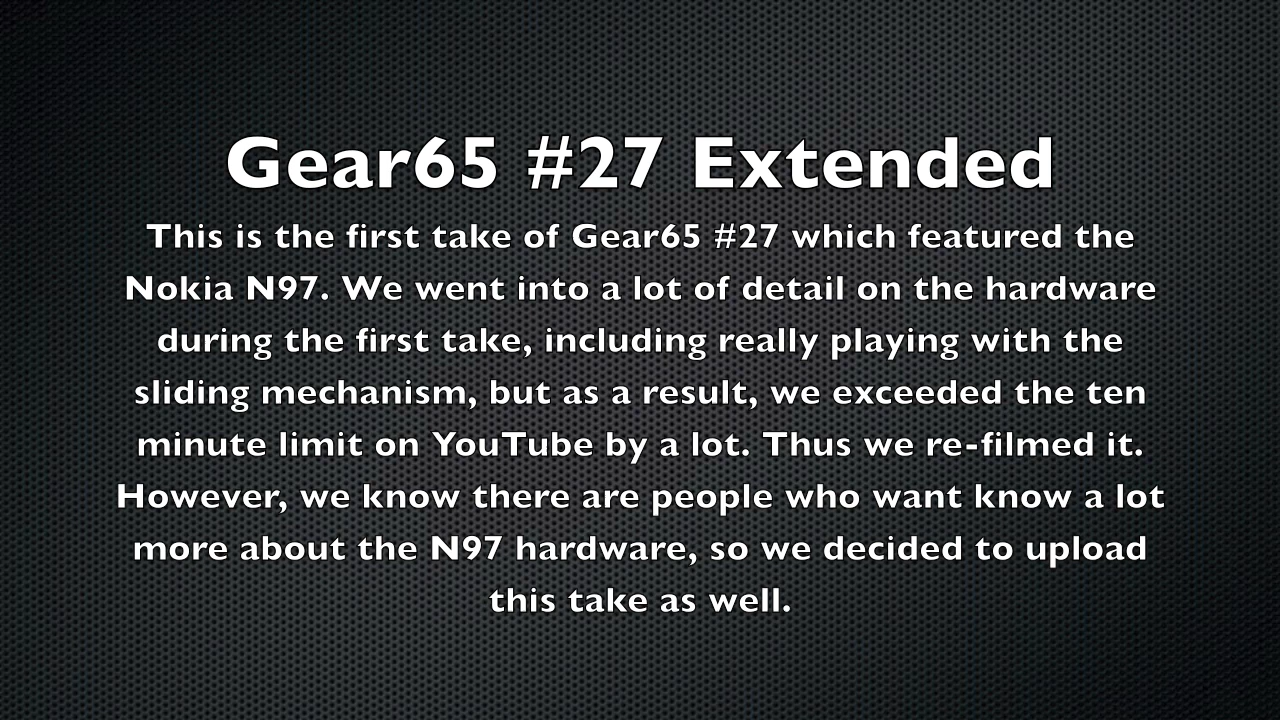 Gear65 #27 Extended
This is the first take of Gear65 #27 which featured the
Nokia N97. We went into a lot of detail on the hardware
during the first take, including really playing with the
sliding mechanism, but as a result, we exceeded the ten
minute limit on YouTube by a lot. Thus we re-filmed it.
However, we know there are people who want know a lot
more about the N97 hardware, so we decided to upload
this take as well.